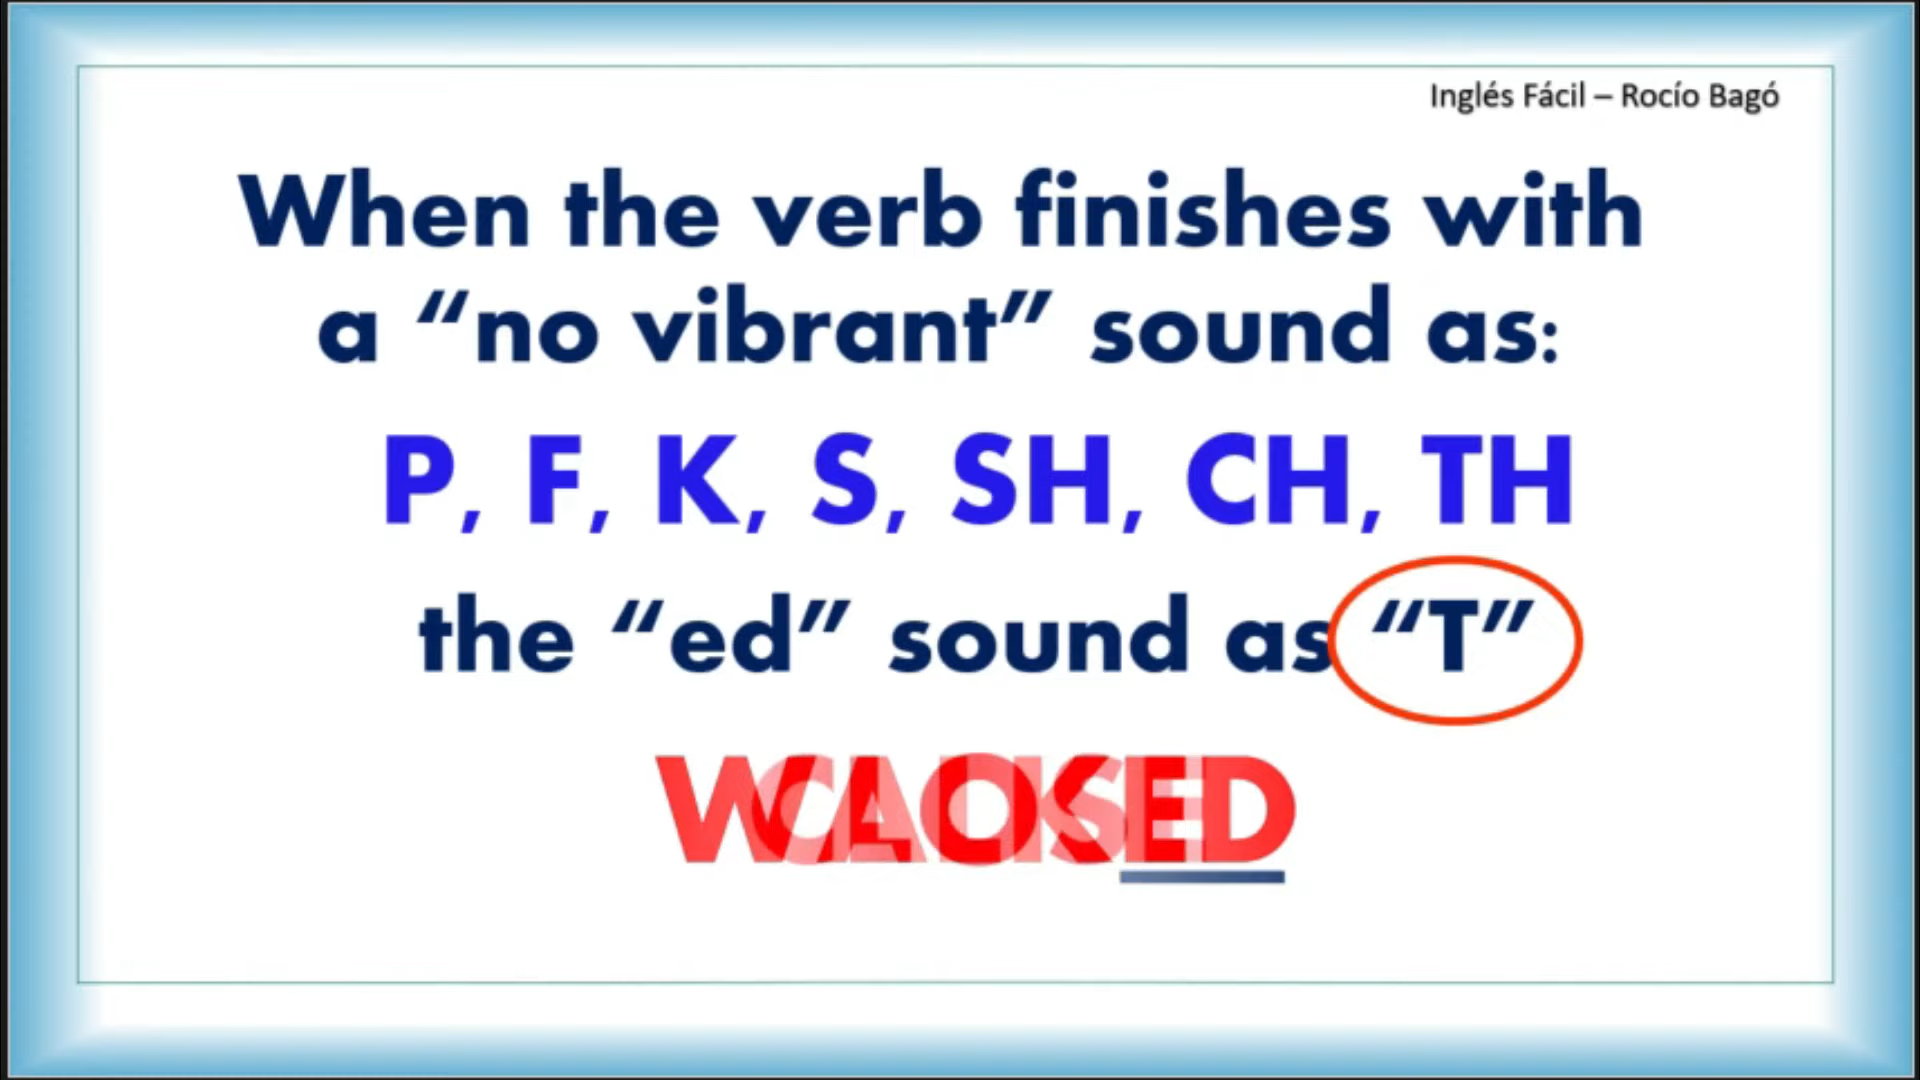 Inglés Fácil – Rocío Bagó
When the verb finishes with
a “no vibrant” sound as:
P, F, K, S, SH, CH, TH
the “ed” sound as “T”